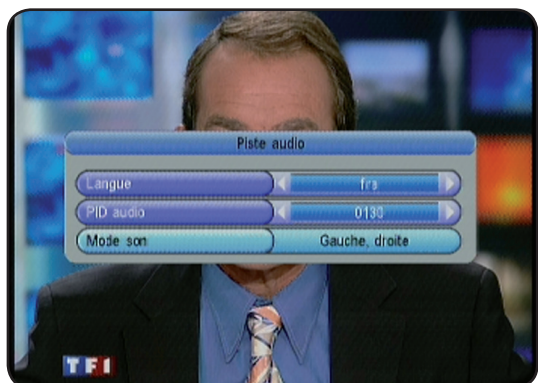 Piste audio
Langue fra
PID audio 0130
Mode son Gauche, droite
TF1